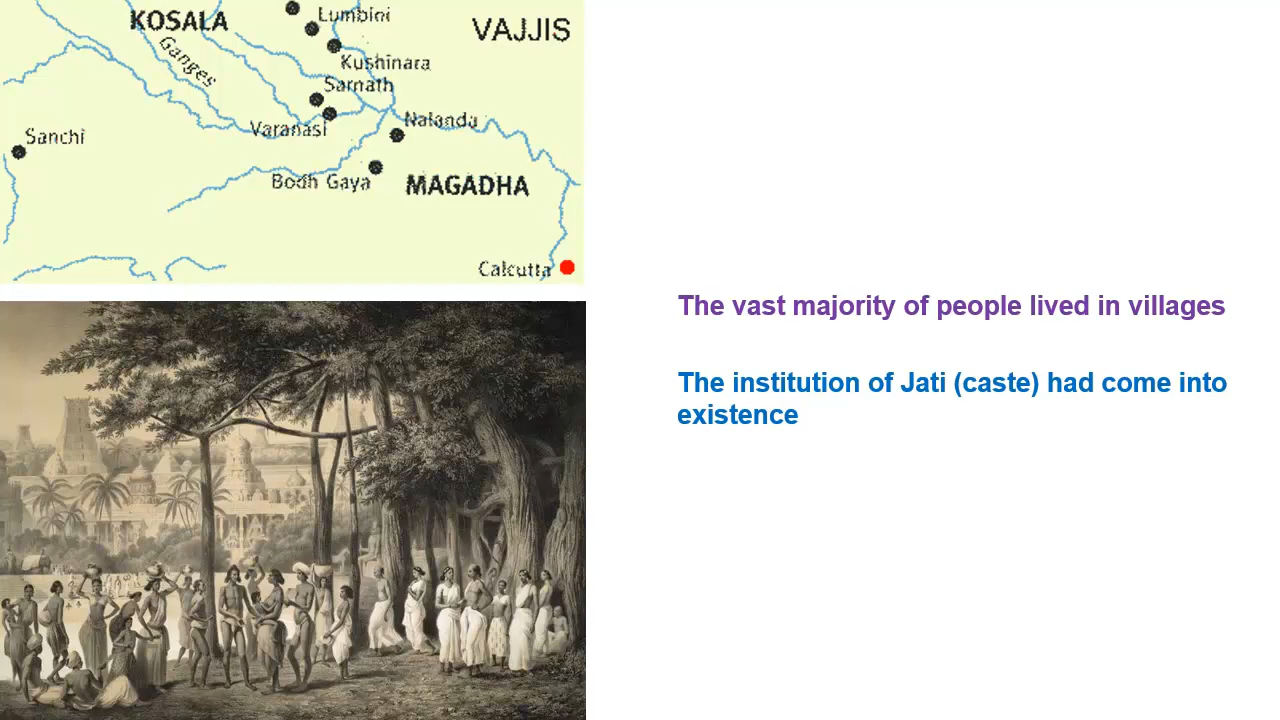 KOSALA
Lumbini
VAJJIS
Ganges
Kushinara
Sarnath
Varanasi
Nalanda
Sanchi
Bodh Gaya
MAGADHA
Calcutta
The vast majority of people lived in villages
The institution of Jati (caste) had come into
existence